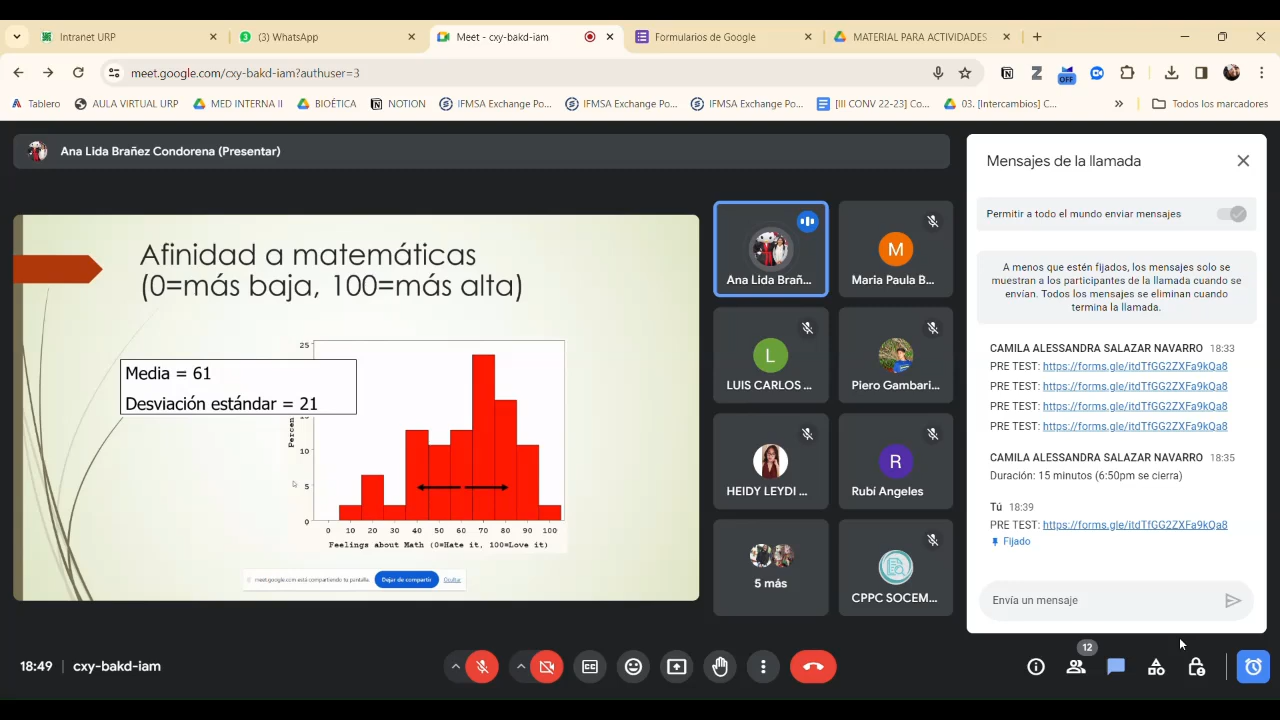 Intranet URP
(3) WhatsApp
Meet - cxy-bakd-iam
Formularios de Google
MATERIAL PARA ACTIVIDADES
meet.google.com/cxy-bakd-iam?authuser=3
OFF
Tablero
AULA VIRTUAL URP
MED INTERNA II
BIOÉTICA
NOTION
IFMSA Exchange Po...
IFMSA Exchange Po...
IFMSA Exchange Po...
[III CONV 22-23] Co...
03. [Intercambios] C...
»
Todos los marcadores
Ana Lida Brañez Condorena (Presentar)
Afinidad a matemáticas
(0=más baja, 100=más alta)
Media = 61
Desviación estándar = 21
25
10
5
0
0 10 20 30 40 50 60 70 80 90 100
Feelings about Math (0=Hate it, 100=Love it)
meet.google.com está compartiendo tu pantalla.
Dejar de compartir
Ocultar
Ana Lida Brañ...
M
Maria Paula B...
L
LUIS CARLOS ...
Piero Gambari...
HEIDY LEYDI ...
R
Rubí Angeles
5 más
CPPC SOCEM...
Mensajes de la llamada
Permitir a todo el mundo enviar mensajes
A menos que estén fijados, los mensajes solo se
muestran a los participantes de la llamada cuando se
envían. Todos los mensajes se eliminan cuando
termina la llamada.
CAMILA ALESSANDRA SALAZAR NAVARRO 18:33
PRE TEST: https://forms.gle/itdTfGG2ZXFa9kQa8
PRE TEST: https://forms.gle/itdTfGG2ZXFa9kQa8
PRE TEST: https://forms.gle/itdTfGG2ZXFa9kQa8
PRE TEST: https://forms.gle/itdTfGG2ZXFa9kQa8
CAMILA ALESSANDRA SALAZAR NAVARRO 18:35
Duración: 15 minutos (6:50pm se cierra)
Tú 18:39
PRE TEST: https://forms.gle/itdTfGG2ZXFa9kQa8
Fijado
Envía un mensaje
18:49 | cxy-bakd-iam
12